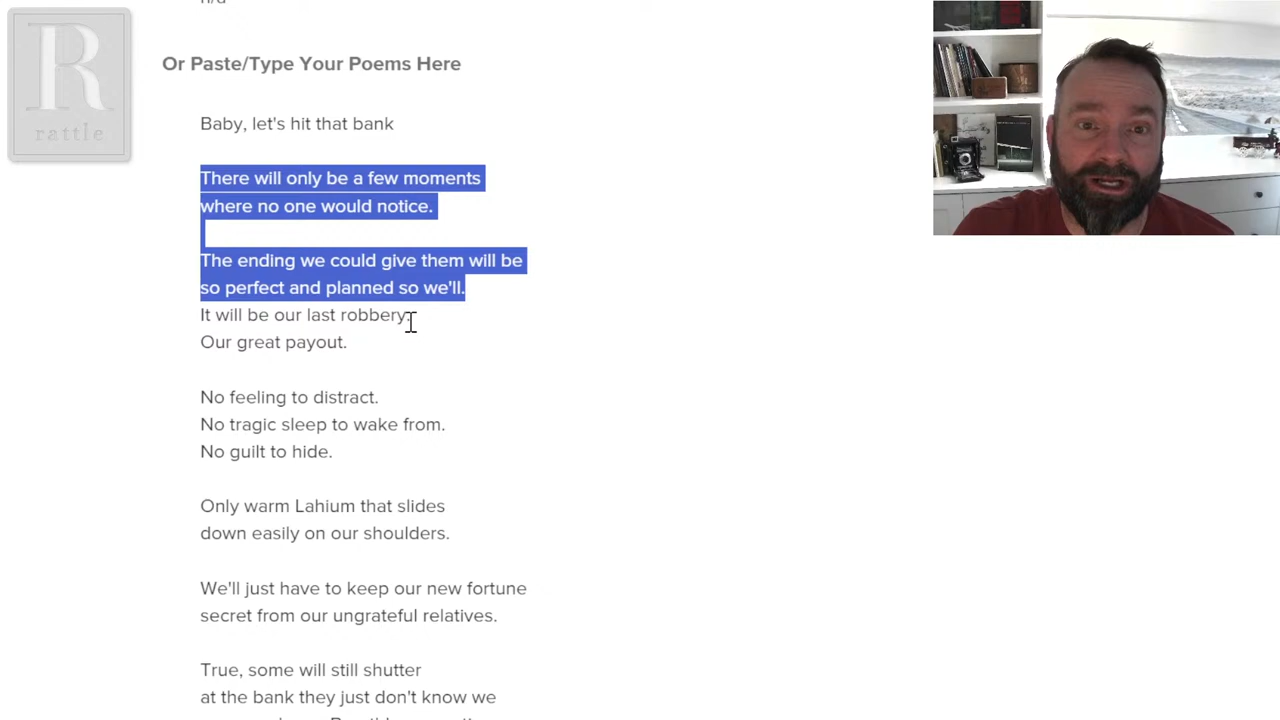 n/a
R
rattle
Or Paste/Type Your Poems Here
Baby, let's hit that bank
There will only be a few moments
where no one would notice.
The ending we could give them will be
so perfect and planned so we'll.
It will be our last robbery.
Our great payout.
No feeling to distract.
No tragic sleep to wake from.
No guilt to hide.
Only warm Lahium that slides
down easily on our shoulders.
We'll just have to keep our new fortune
secret from our ungrateful relatives.
True, some will still shutter
at the bank they just don't know we